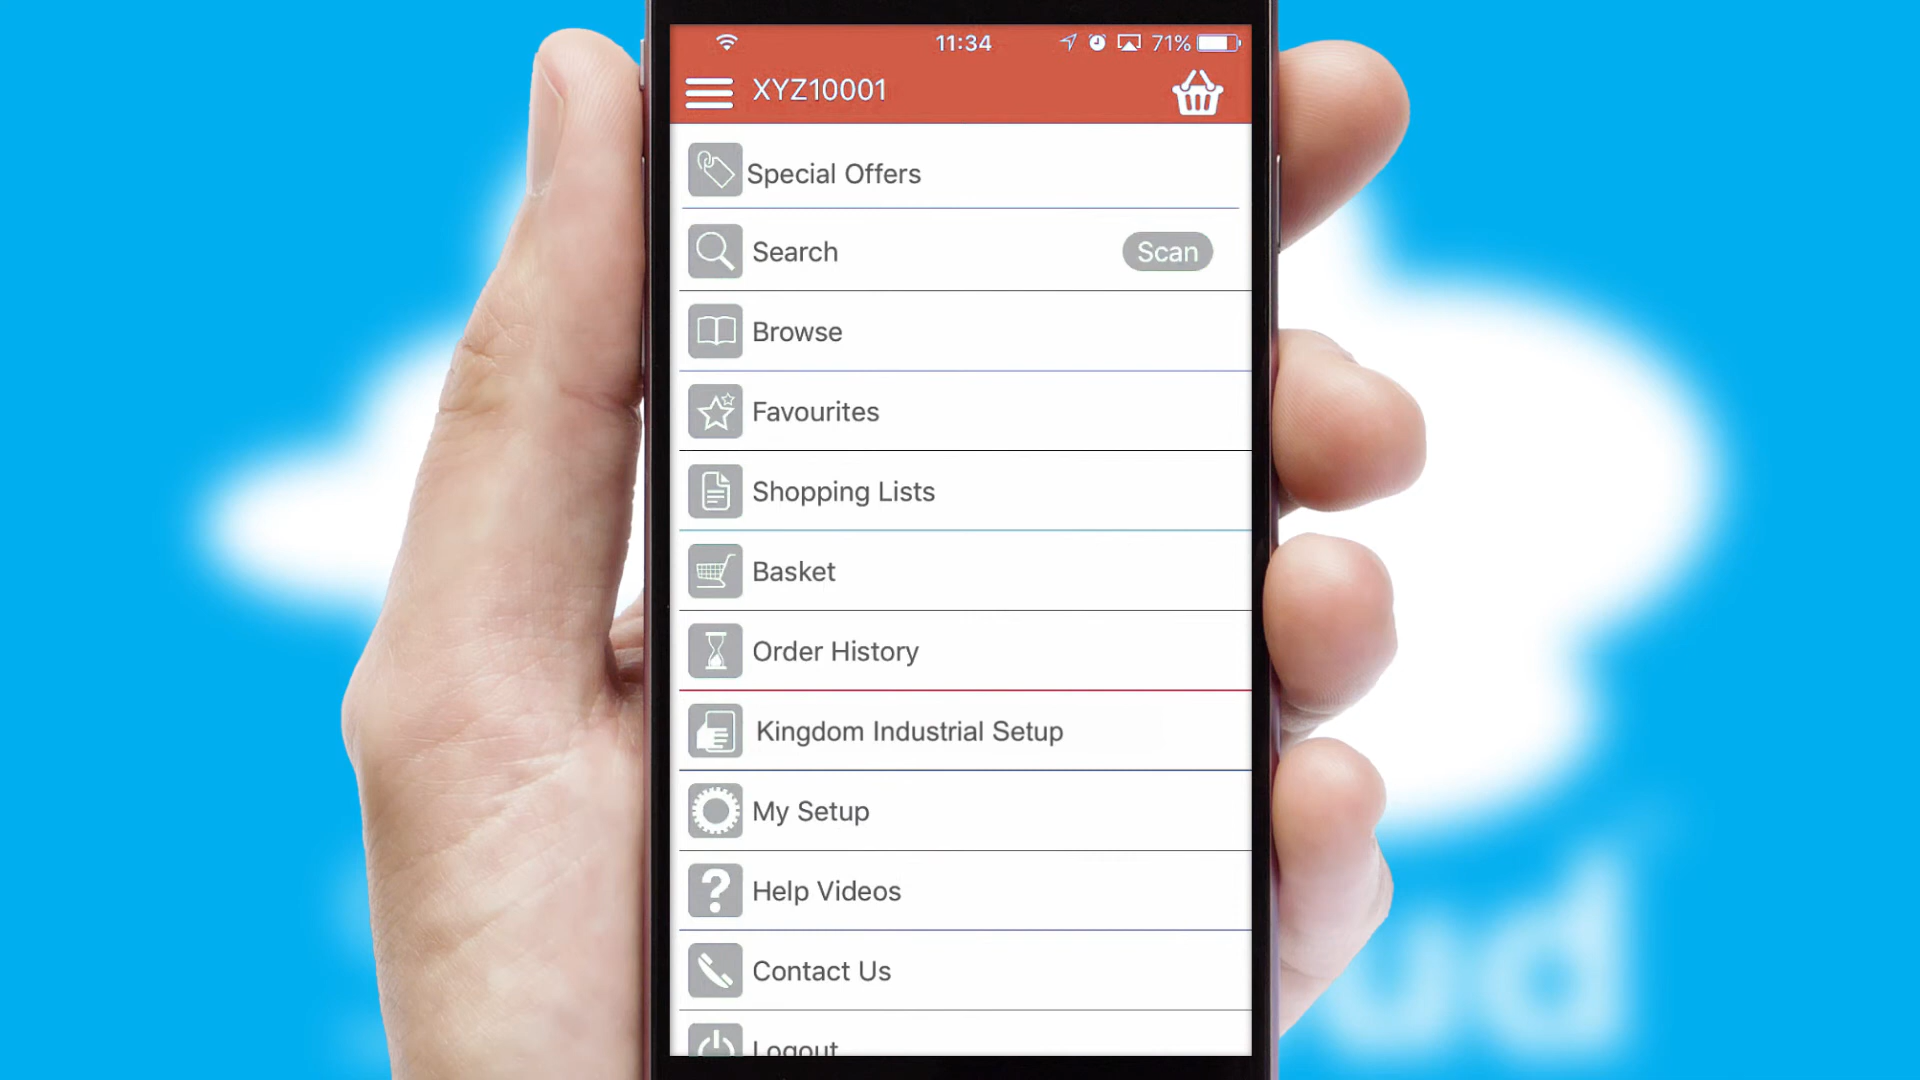 11:34 71%
XYZ10001
Special Offers
Search Scan
Browse
Favourites
Shopping Lists
Basket
Order History
Kingdom Industrial Setup
My Setup
Help Videos
Contact Us
Logout
ud